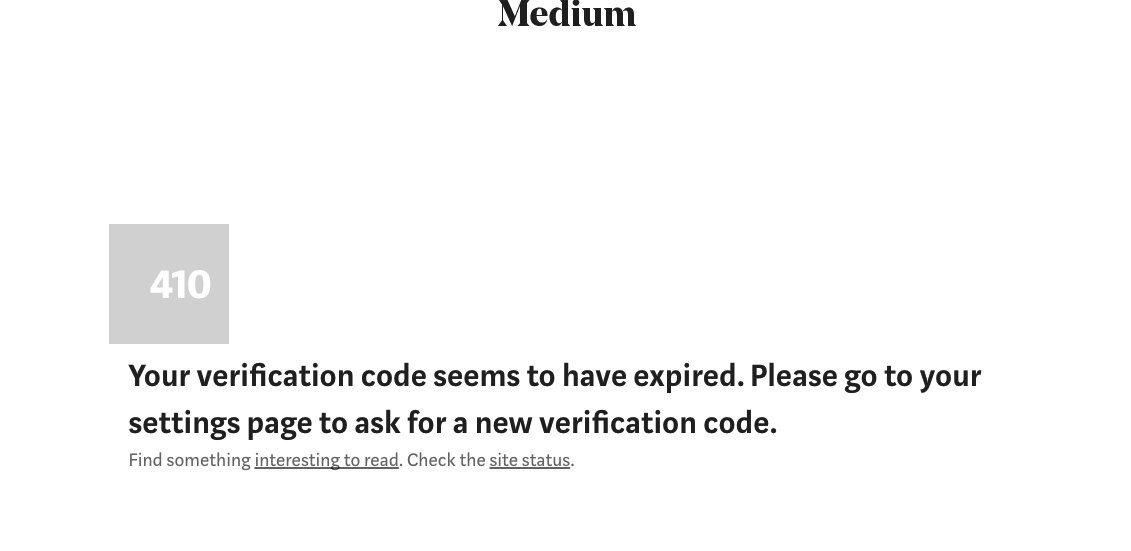 Medium
410
Your verification code seems to have expired. Please go to your
settings page to ask for a new verification code.
Find something interesting to read. Check the site status.